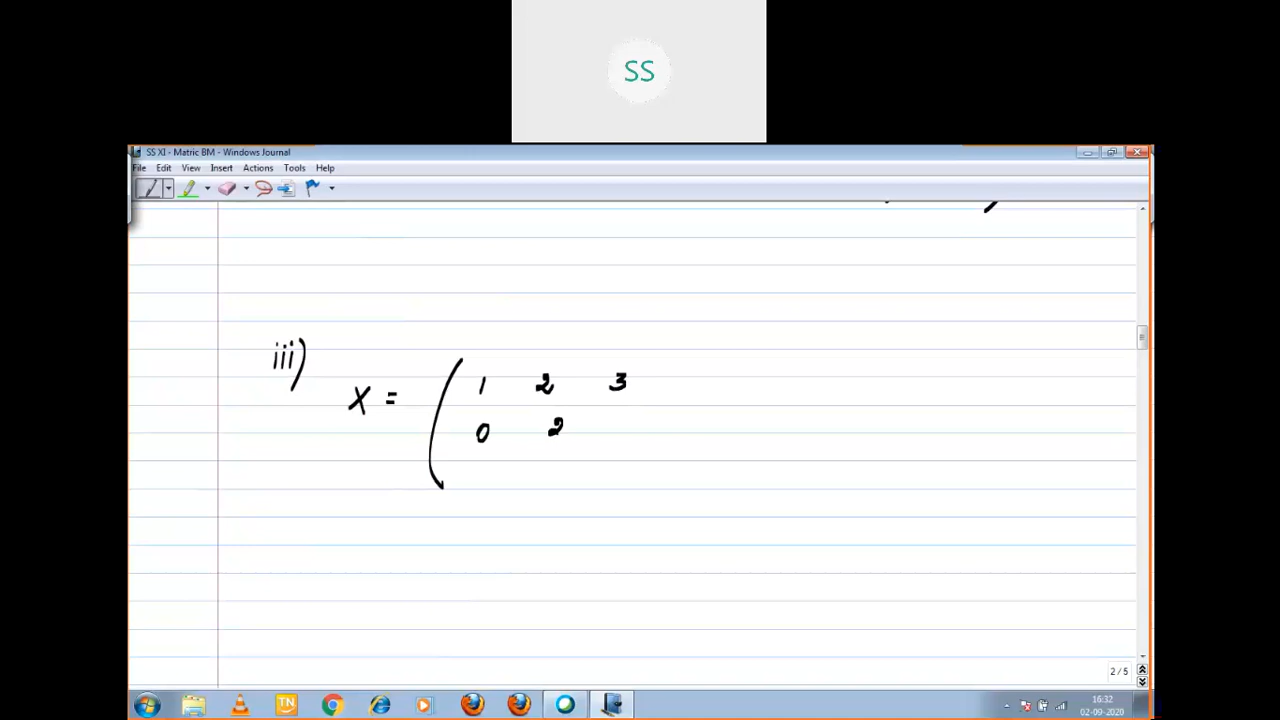 SS
SS XI - Matric BM - Windows Journal
File Edit View Insert Actions Tools Help
iii)
X = ( 1 2 3
0 2
2 / 5
TN
16:32
02-09-2020